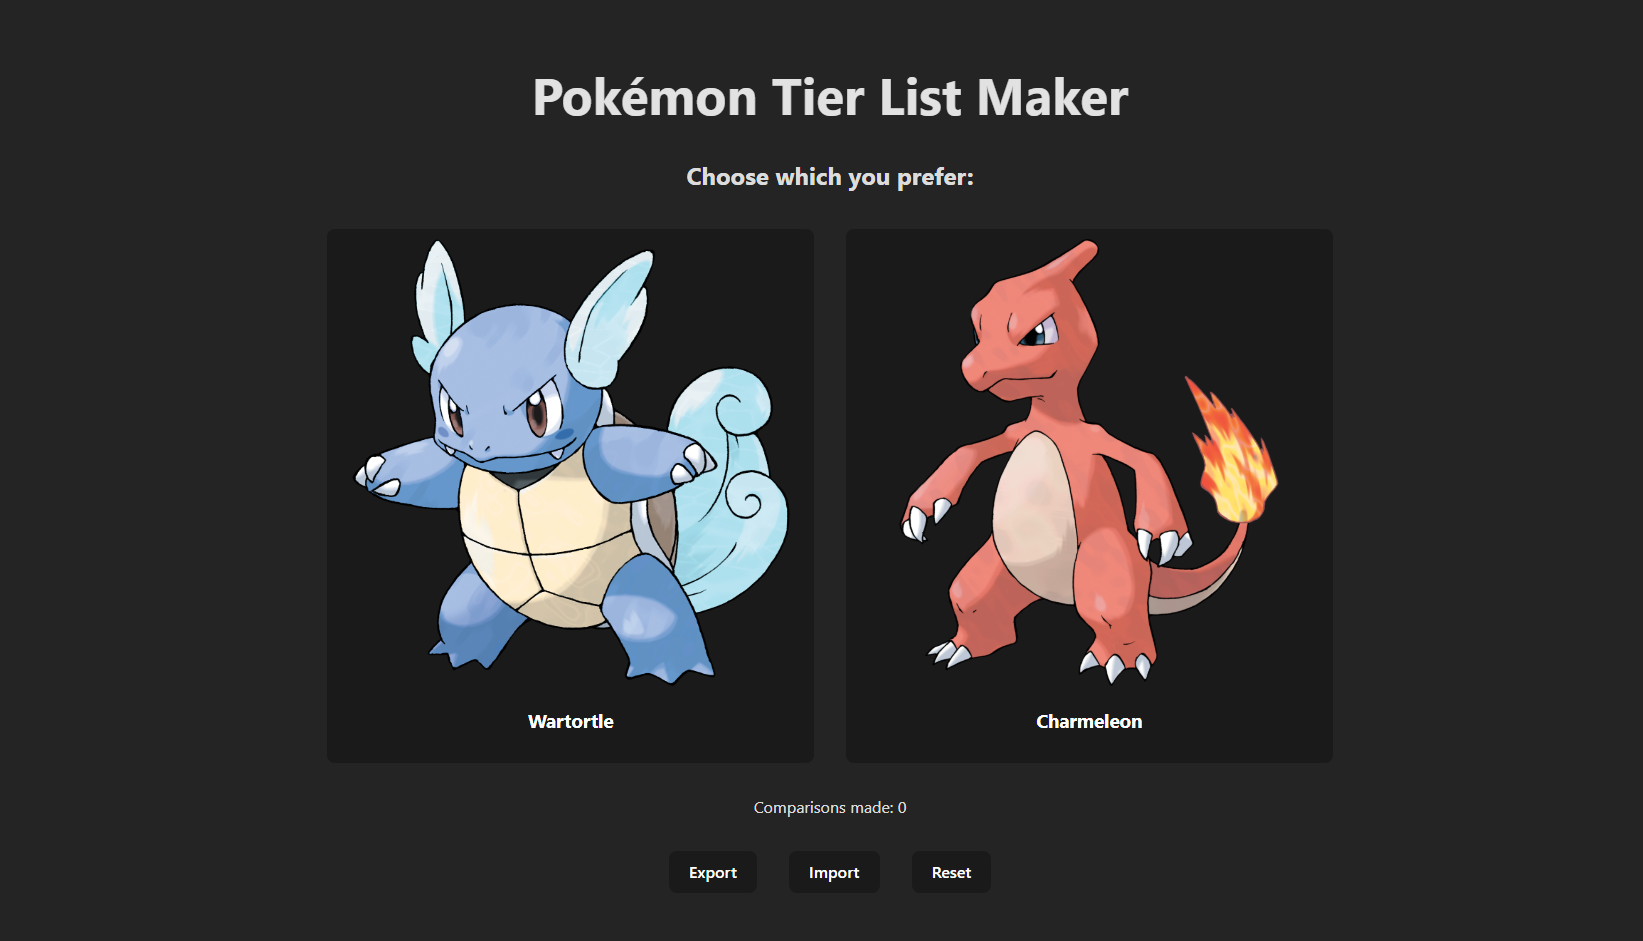 Pokémon Tier List Maker
Choose which you prefer:
Wartortle
Charmeleon
Comparisons made: 0
Export
Import
Reset